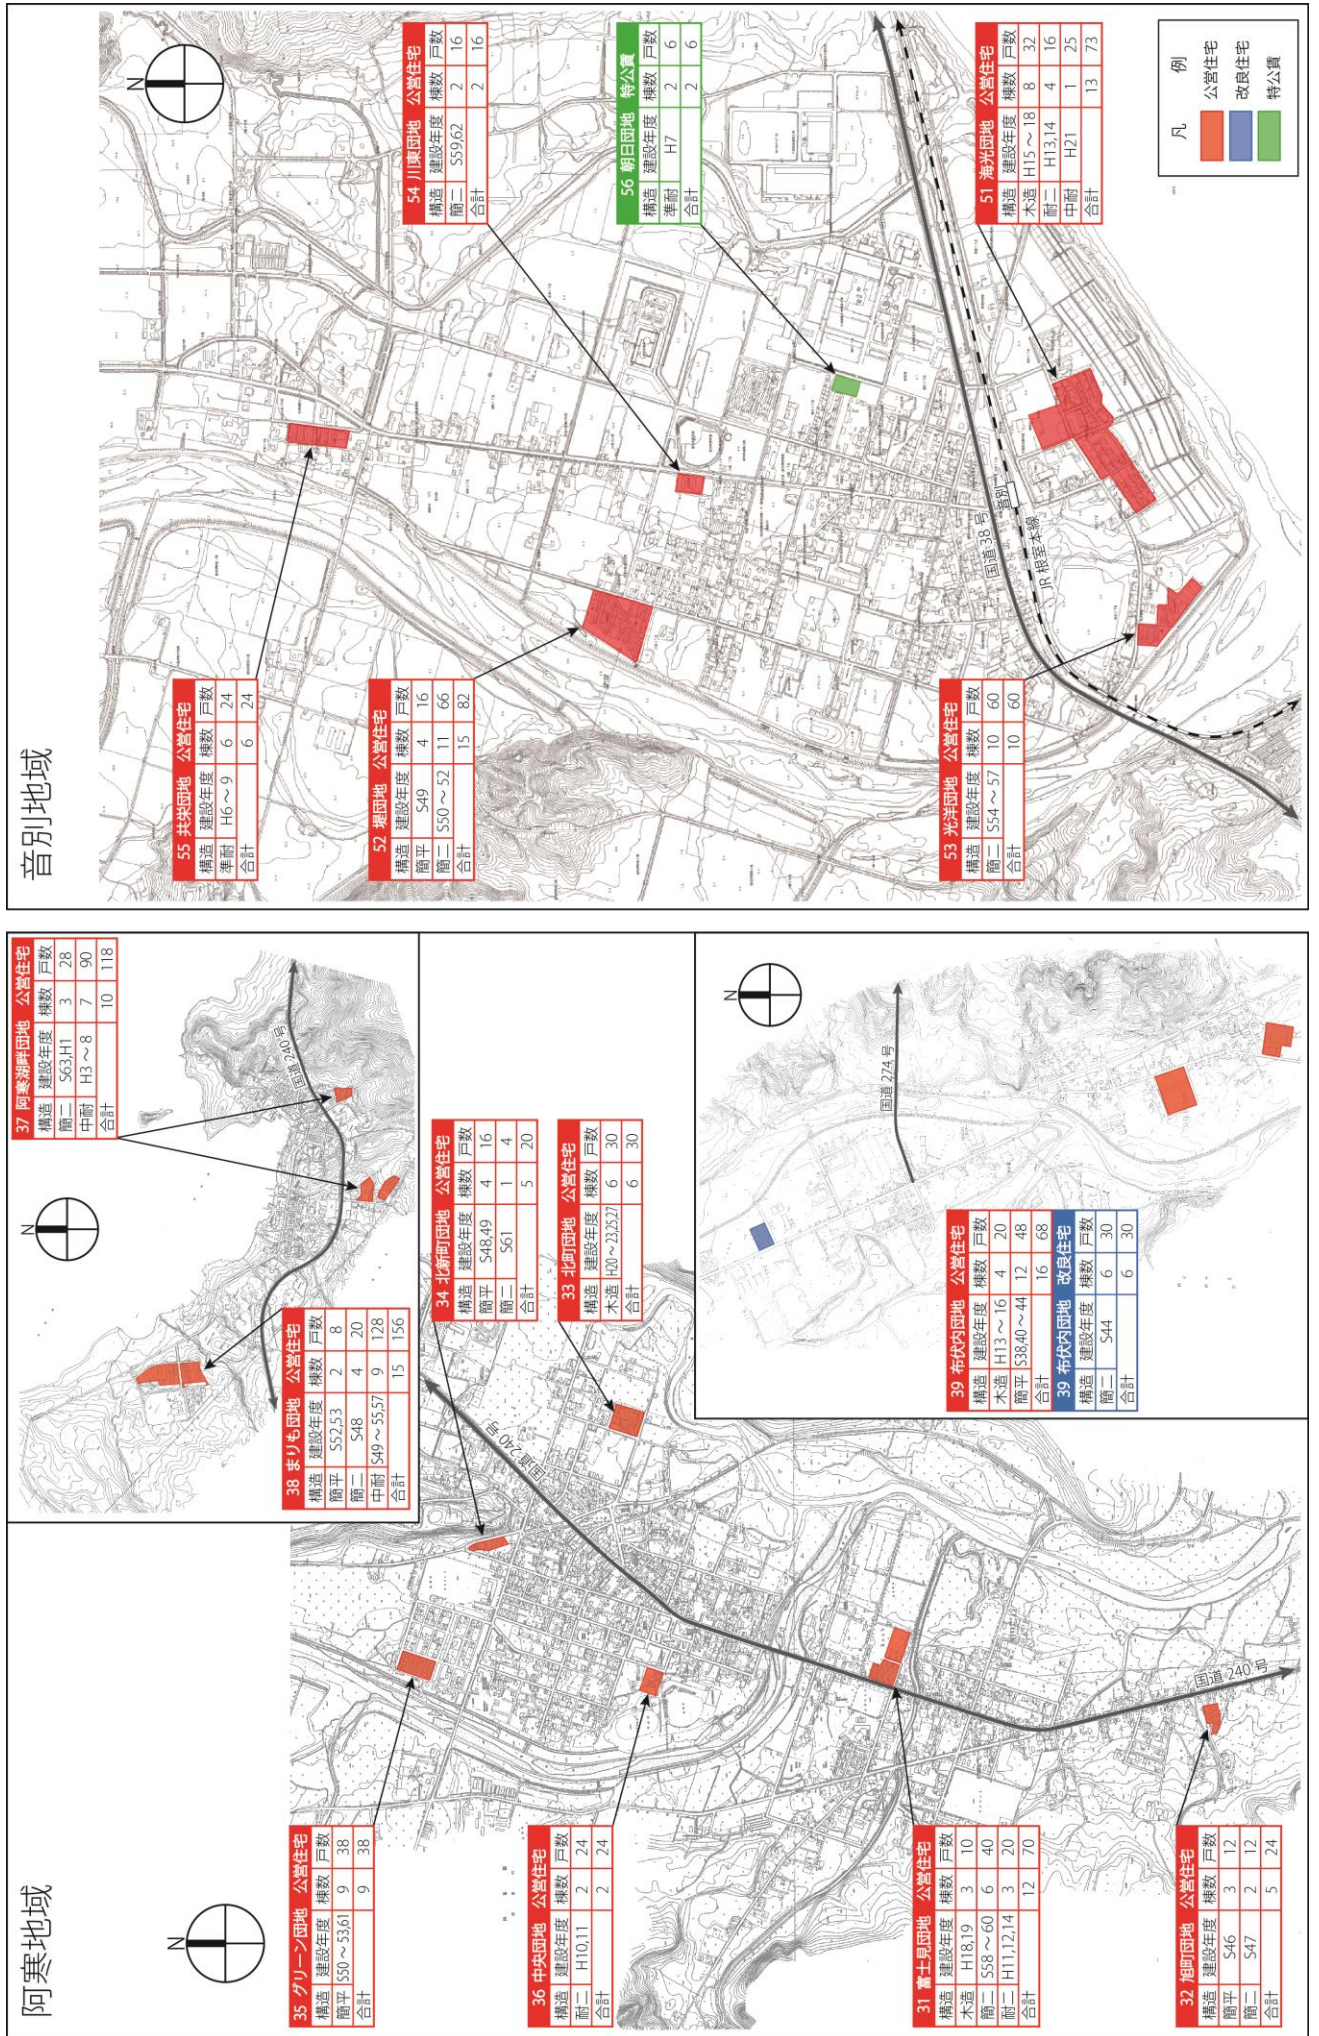 阿寒地域
N
35 グリーン団地 公営住宅
構造 建設年度 棟数 戸数
簡平 S50～53,61 9 38
合計 9 38
36 中央団地 公営住宅
構造 建設年度 棟数 戸数
耐二 H10,11 2 24
合計 2 24
31 富士見団地 公営住宅
構造 建設年度 棟数 戸数
木造 H18,19 3 10
簡二 S58～60 6 40
耐二 H11,12,14 3 20
合計 12 70
32 旭町団地 公営住宅
構造 建設年度 棟数 戸数
簡平 S46 3 12
簡二 S47 2 12
合計 5 24
国道240号
国道240号
34 北新町団地 公営住宅
構造 建設年度 棟数 戸数
簡平 S48,49 4 16
簡二 S61 1 4
合計 5 20
33 北町団地 公営住宅
構造 建設年度 棟数 戸数
木造 H20～23,25,27 6 30
合計 6 30
N
37 阿寒湖畔団地 公営住宅
構造 建設年度 棟数 戸数
簡二 S63,H1 3 28
中耐 H3～8 7 90
合計 10 118
国道240号
38 まりも団地 公営住宅
構造 建設年度 棟数 戸数
簡平 S52,53 2 8
簡二 S48 4 20
中耐 S49～55,57 9 128
合計 15 156
N
国道274号
39 布伏内団地 公営住宅
構造 建設年度 棟数 戸数
木造 H13～16 4 20
簡平 S38,40～44 12 48
合計 16 68
39 布伏内団地 改良住宅
構造 建設年度 棟数 戸数
簡二 S44 6 30
合計 6 30
音別地域
N
55 共栄団地 公営住宅
構造 建設年度 棟数 戸数
準耐 H6～9 6 24
合計 6 24
52 堤団地 公営住宅
構造 建設年度 棟数 戸数
簡平 S49 4 16
簡二 S50～52 11 66
合計 15 82
53 光洋団地 公営住宅
構造 建設年度 棟数 戸数
簡二 S54～57 10 60
合計 10 60
54 川東団地 公営住宅
構造 建設年度 棟数 戸数
簡二 S59,62 2 16
合計 2 16
56 朝日団地 特公賃
構造 建設年度 棟数 戸数
準耐 H7 2 6
合計 2 6
51 海光団地 公営住宅
構造 建設年度 棟数 戸数
木造 H15～18 8 32
耐二 H13,14 4 16
中耐 H21 1 25
合計 13 73
国道38号
音別
JR根室本線
凡例
公営住宅
改良住宅
特公賃